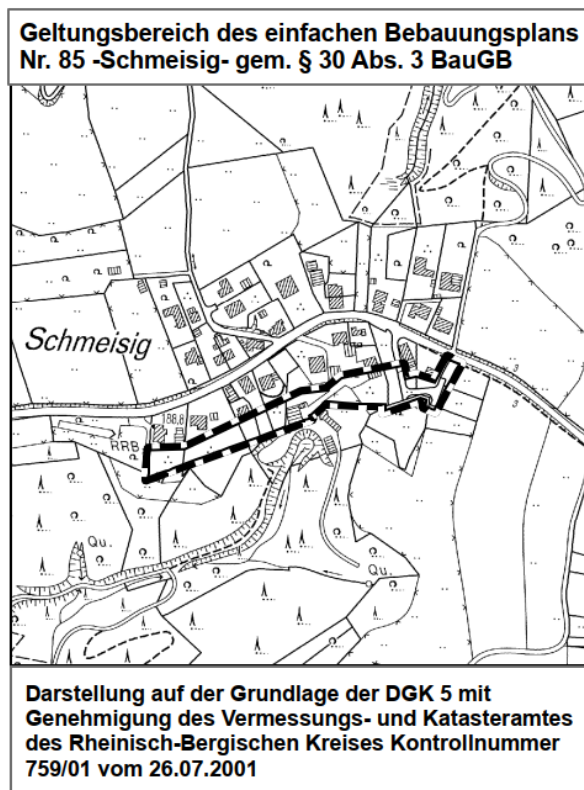 Geltungsbereich des einfachen Bebauungsplans
Nr. 85 -Schmeisig- gem. § 30 Abs. 3 BauGB
Schmeisig
188,8
RRB
3
3
Qu.
Qu.
Darstellung auf der Grundlage der DGK 5 mit
Genehmigung des Vermessungs- und Katasteramtes
des Rheinisch-Bergischen Kreises Kontrollnummer
759/01 vom 26.07.2001